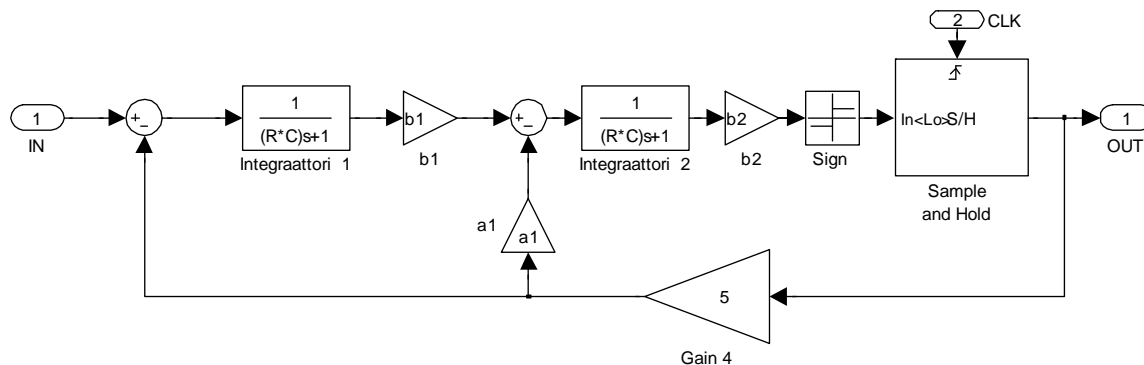 2
CLK
1
IN
+
−
1
(R*C)s+1
Integraattori 1
b1
b1
+
−
1
(R*C)s+1
Integraattori 2
b2
b2
Sign
In<Lo>S/H
Sample
and Hold
1
OUT
a1
a1
5
Gain 4